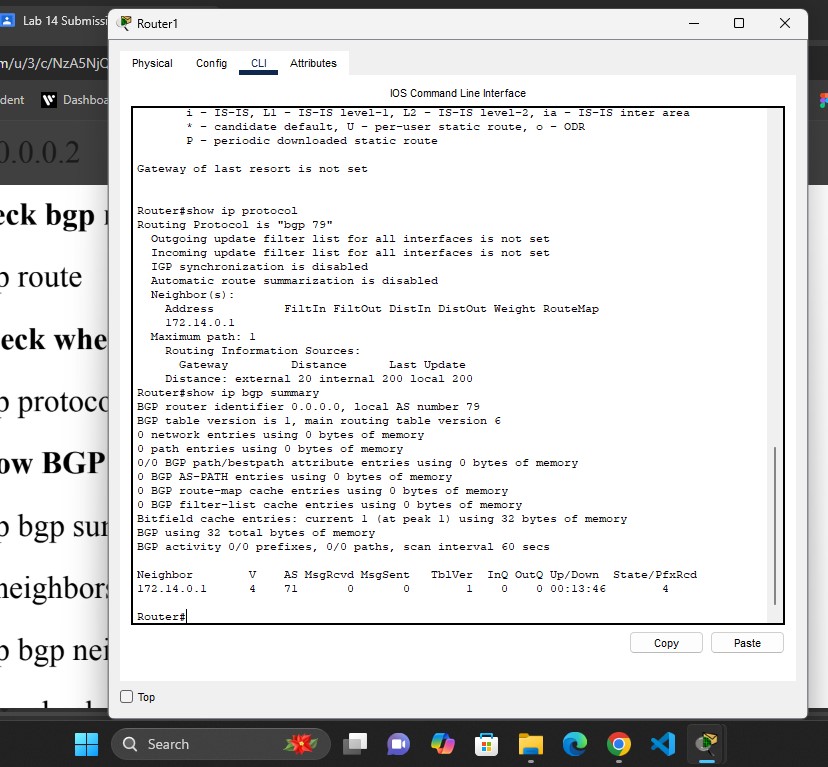 Lab 14 Submissi
Router1
m/u/3/c/NzA5NjQ
dent
Dashboa
Physical Config CLI Attributes
IOS Command Line Interface
0.0.0.2
eck bgp
p route
eck whe
p protoco
ow BGP
p bgp sur
neighbors
p bgp nei
i - IS-IS, L1 - IS-IS level-1, L2 - IS-IS level-2, ia - IS-IS inter area
* - candidate default, U - per-user static route, o - ODR
P - periodic downloaded static route
Gateway of last resort is not set
Router#show ip protocol
Routing Protocol is "bgp 79"
Outgoing update filter list for all interfaces is not set
Incoming update filter list for all interfaces is not set
IGP synchronization is disabled
Automatic route summarization is disabled
Neighbor(s):
Address FiltIn FiltOut DistIn DistOut Weight RouteMap
172.14.0.1
Maximum path: 1
Routing Information Sources:
Gateway Distance Last Update
Distance: external 20 internal 200 local 200
Router#show ip bgp summary
BGP router identifier 0.0.0.0, local AS number 79
BGP table version is 1, main routing table version 6
0 network entries using 0 bytes of memory
0 path entries using 0 bytes of memory
0/0 BGP path/bestpath attribute entries using 0 bytes of memory
0 BGP AS-PATH entries using 0 bytes of memory
0 BGP route-map cache entries using 0 bytes of memory
0 BGP filter-list cache entries using 0 bytes of memory
Bitfield cache entries: current 1 (at peak 1) using 32 bytes of memory
BGP using 32 total bytes of memory
BGP activity 0/0 prefixes, 0/0 paths, scan interval 60 secs
Neighbor V AS MsgRcvd MsgSent TblVer InQ OutQ Up/Down State/PfxRcd
172.14.0.1 4 71 0 0 1 0 0 00:13:46 4
Router#
Copy Paste
Top
Search